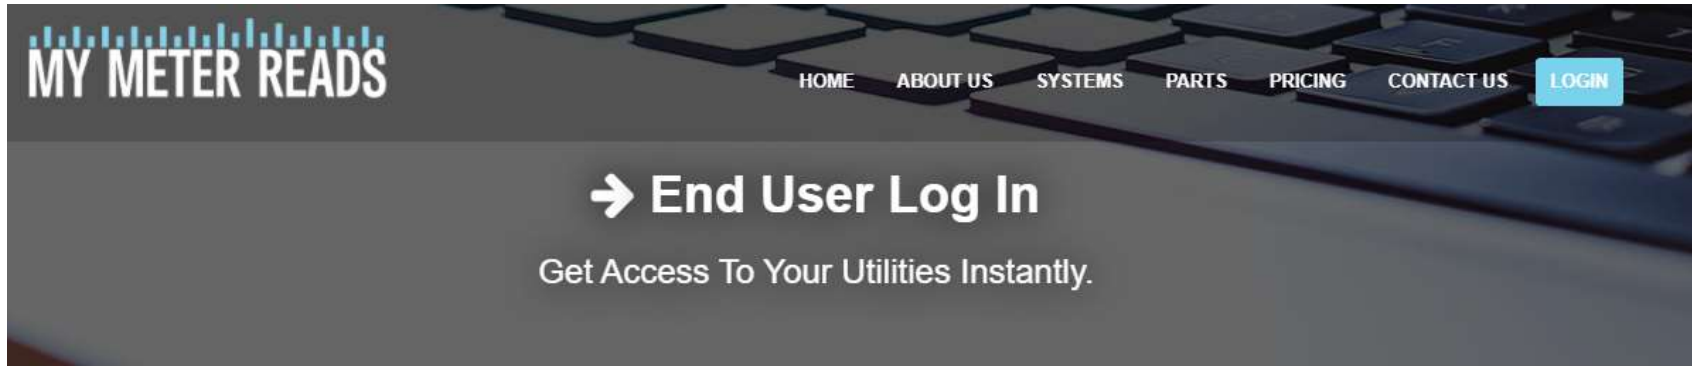 MY METER READS
HOME ABOUT US SYSTEMS PARTS PRICING CONTACT US LOGIN
End User Log In
Get Access To Your Utilities Instantly.